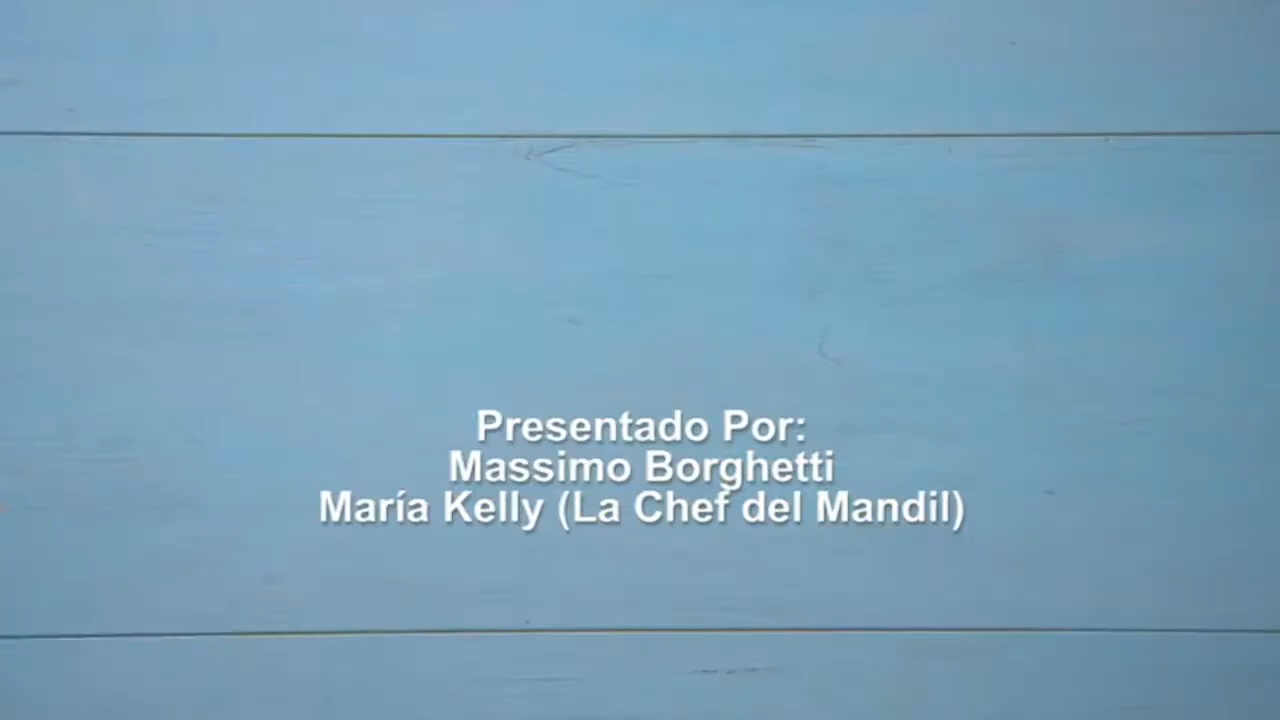 Presentado Por:
Massimo Borghetti
María Kelly (La Chef del Mandil)